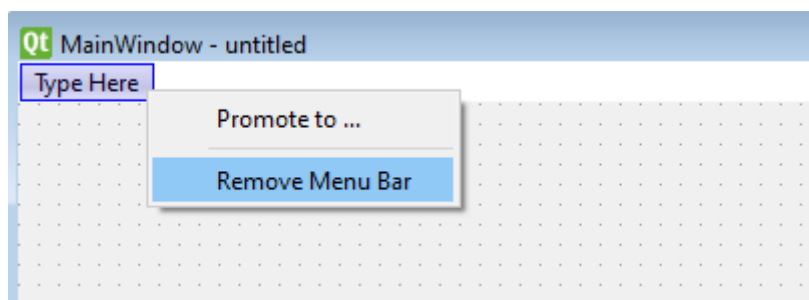 Qt MainWindow - untitled
Type Here
Promote to ...
Remove Menu Bar